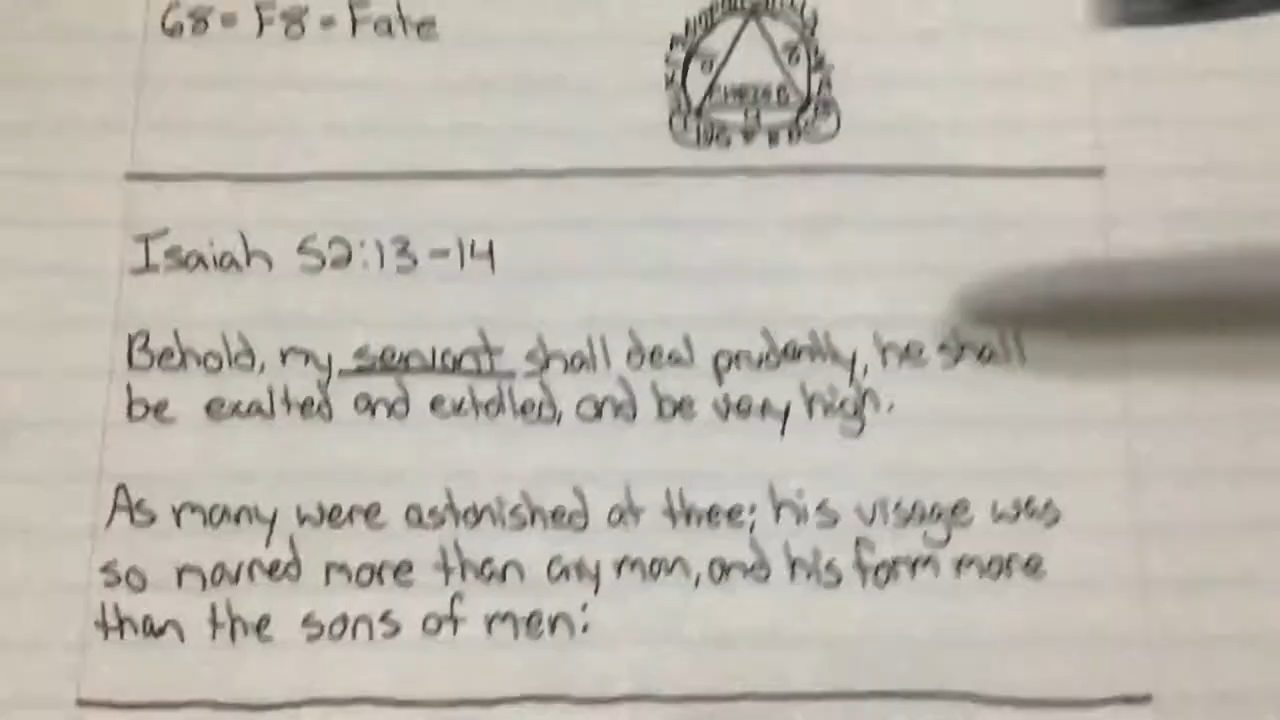 68 = F8 = Fate
Isaiah 52:13-14
Behold, my servant shall deal prudently, he shall
be exalted and extolled, and be very high.
As many were astonished at thee; his visage was
so marred more than any man, and his form more
than the sons of men: